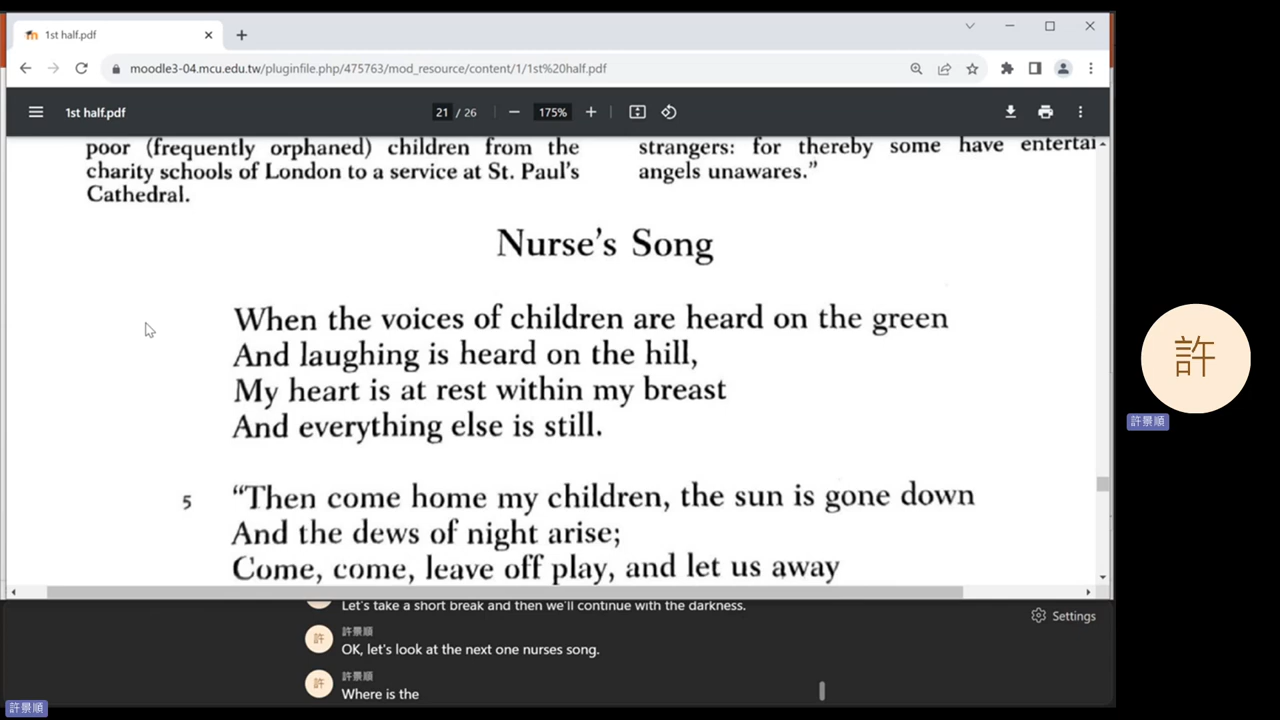 1st half.pdf
moodle3-04.mcu.edu.tw/pluginfile.php/475763/mod_resource/content/1/1st%20half.pdf
1st half.pdf
21 / 26
175%
poor (frequently orphaned) children from the
charity schools of London to a service at St. Paul's
Cathedral.
strangers: for thereby some have entertai
angels unawares.”
Nurse's Song
When the voices of children are heard on the green
And laughing is heard on the hill,
My heart is at rest within my breast
And everything else is still.
5 “Then come home my children, the sun is gone down
And the dews of night arise;
Come, come, leave off play, and let us away
Let's take a short break and then we'll continue with the darkness.
許景順
許
OK, let's look at the next one nurses song.
許景順
許
Where is the
Settings
許
許景順
許景順